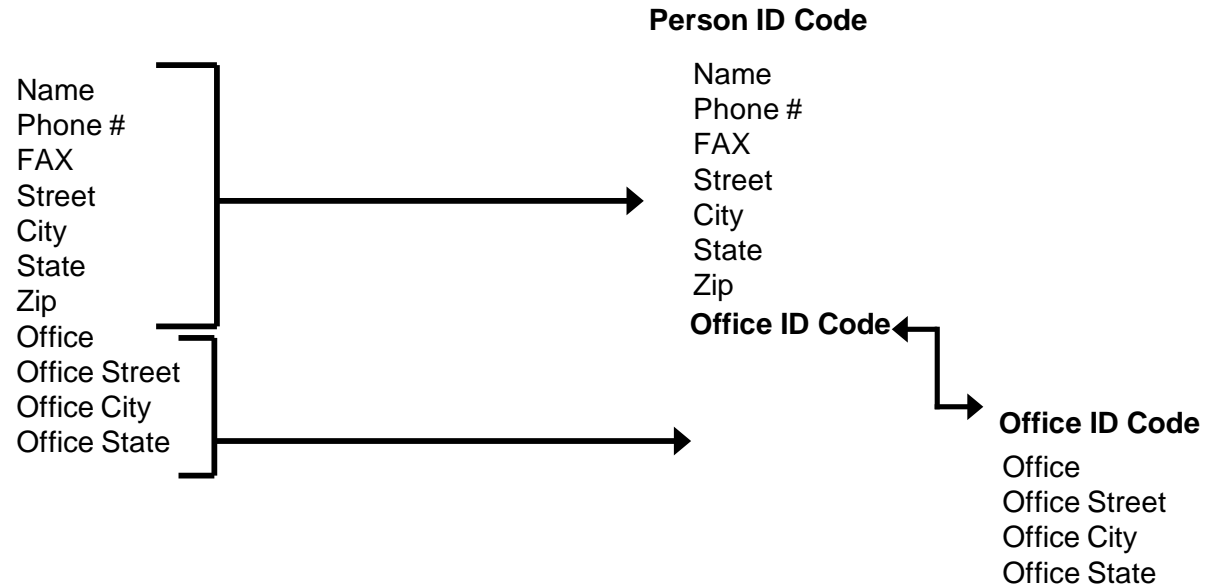 Name
Phone #
FAX
Street
City
State
Zip
Office
Office Street
Office City
Office State
Person ID Code
Name
Phone #
FAX
Street
City
State
Zip
Office ID Code
Office ID Code
Office
Office Street
Office City
Office State